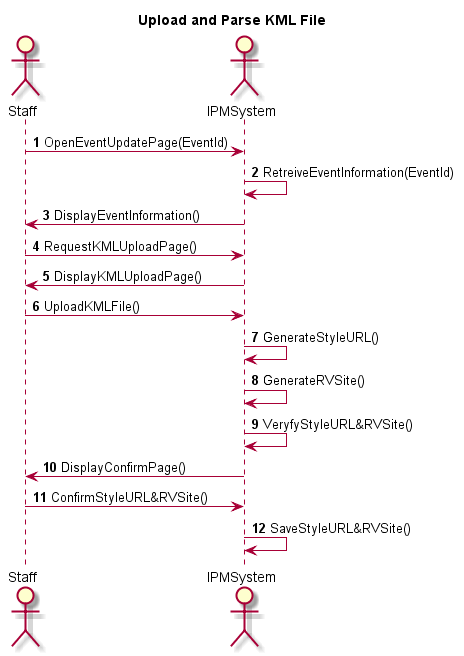 Upload and Parse KML File
Staff IPMSystem
1 OpenEventUpdatePage(EventId)
2 RetreiveEventInformation(EventId)
3 DisplayEventInformation()
4 RequestKMLUploadPage()
5 DisplayKMLUploadPage()
6 UploadKMLFile()
7 GenerateStyleURL()
8 GenerateRVSite()
9 VeryfyStyleURL&RVSite()
10 DisplayConfirmPage()
11 ConfirmStyleURL&RVSite()
12 SaveStyleURL&RVSite()
Staff IPMSystem